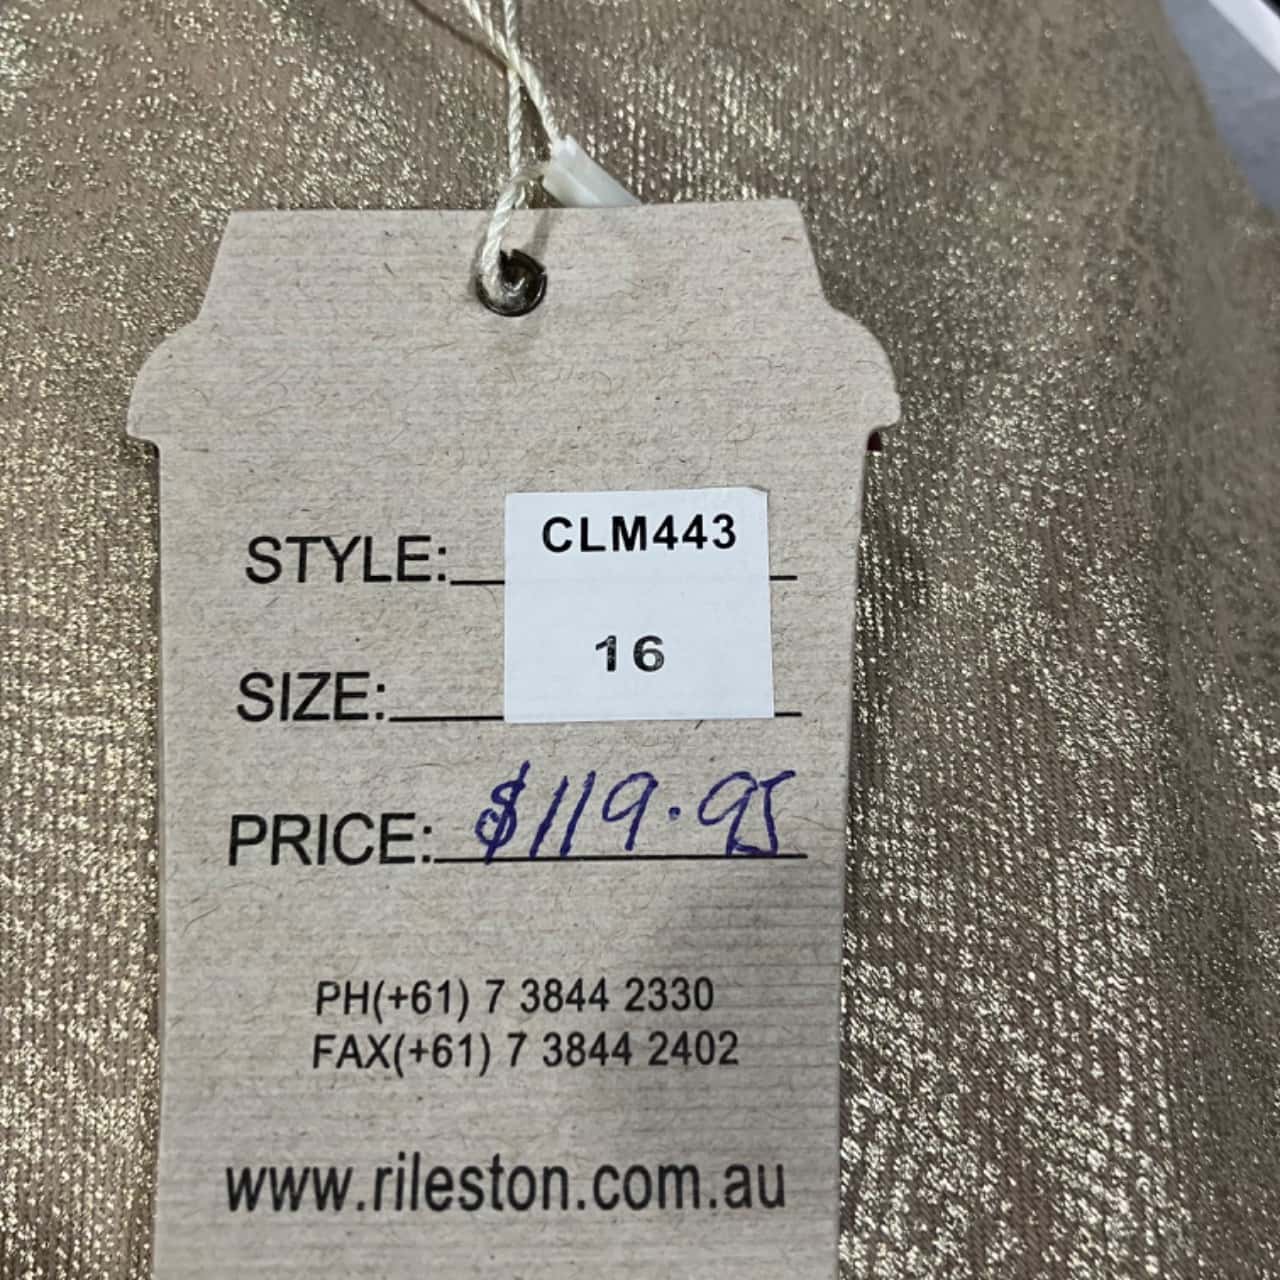 STYLE: CLM443
SIZE: 16
PRICE: $119.95
PH(+61) 7 3844 2330
FAX(+61) 7 3844 2402
www.rileston.com.au